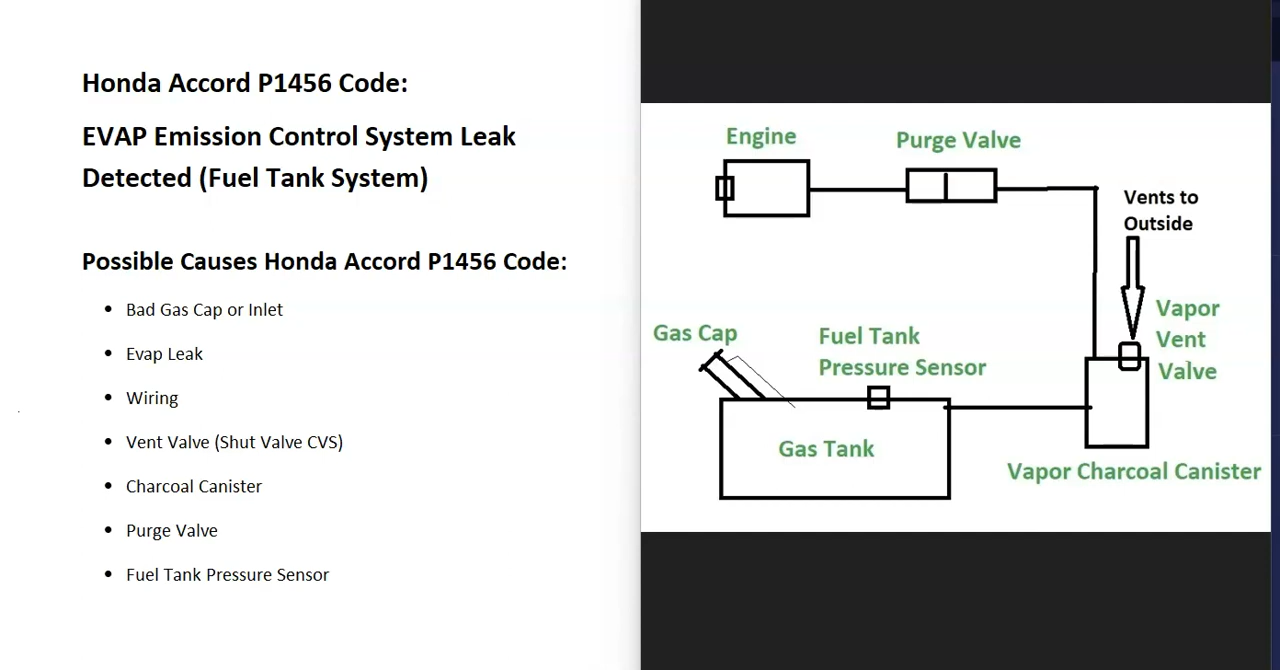 Honda Accord P1456 Code:
EVAP Emission Control System Leak
Detected (Fuel Tank System)
Possible Causes Honda Accord P1456 Code:
Bad Gas Cap or Inlet
Evap Leak
Wiring
Vent Valve (Shut Valve CVS)
Charcoal Canister
Purge Valve
Fuel Tank Pressure Sensor
Engine
Purge Valve
Vents to
Outside
Vapor
Vent
Valve
Gas Cap
Fuel Tank
Pressure Sensor
Gas Tank
Vapor Charcoal Canister